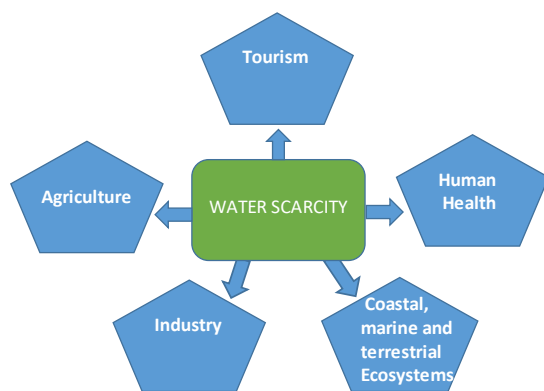 Tourism
Agriculture
WATER SCARCITY
Human
Health
Industry
Coastal,
marine and
terrestrial
Ecosystems